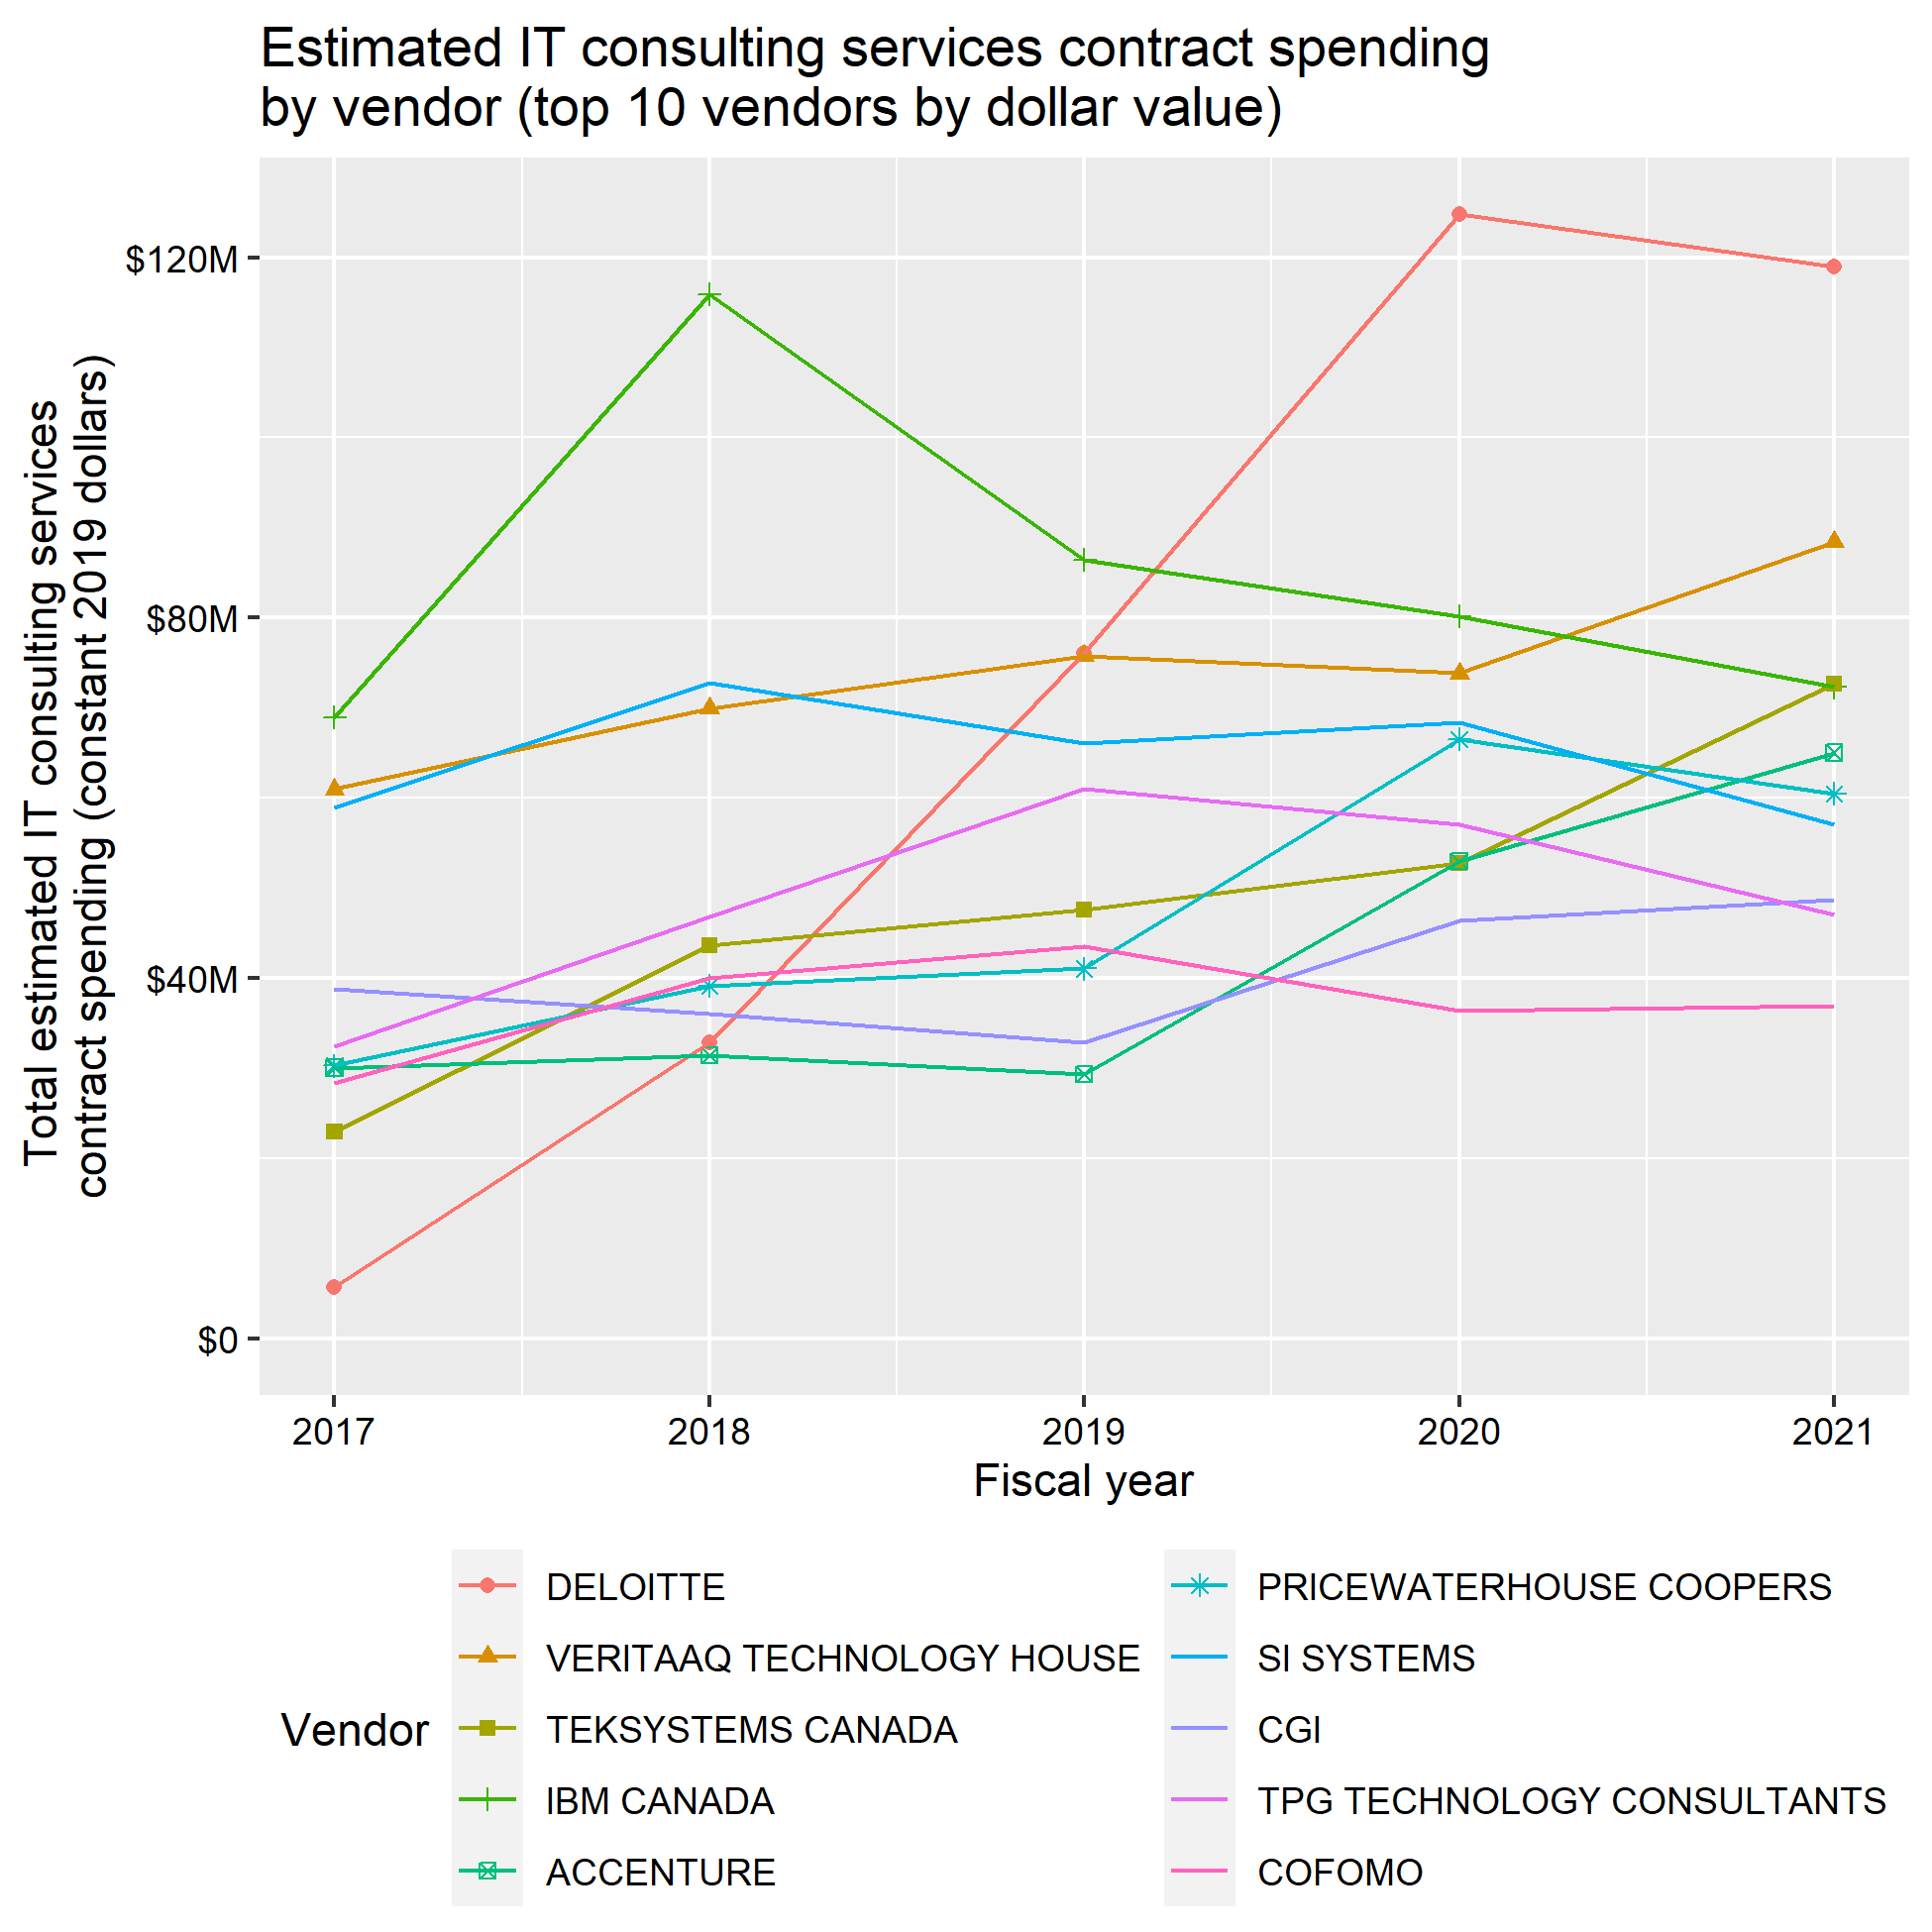 Estimated IT consulting services contract spending
by vendor (top 10 vendors by dollar value)
Total estimated IT consulting services
contract spending (constant 2019 dollars)
$120M
$80M
$40M
$0
2017 2018 2019 2020 2021
Fiscal year
Vendor
DELOITTE
VERITAAQ TECHNOLOGY HOUSE
TEKSYSTEMS CANADA
IBM CANADA
ACCENTURE
PRICEWATERHOUSE COOPERS
SI SYSTEMS
CGI
TPG TECHNOLOGY CONSULTANTS
COFOMO